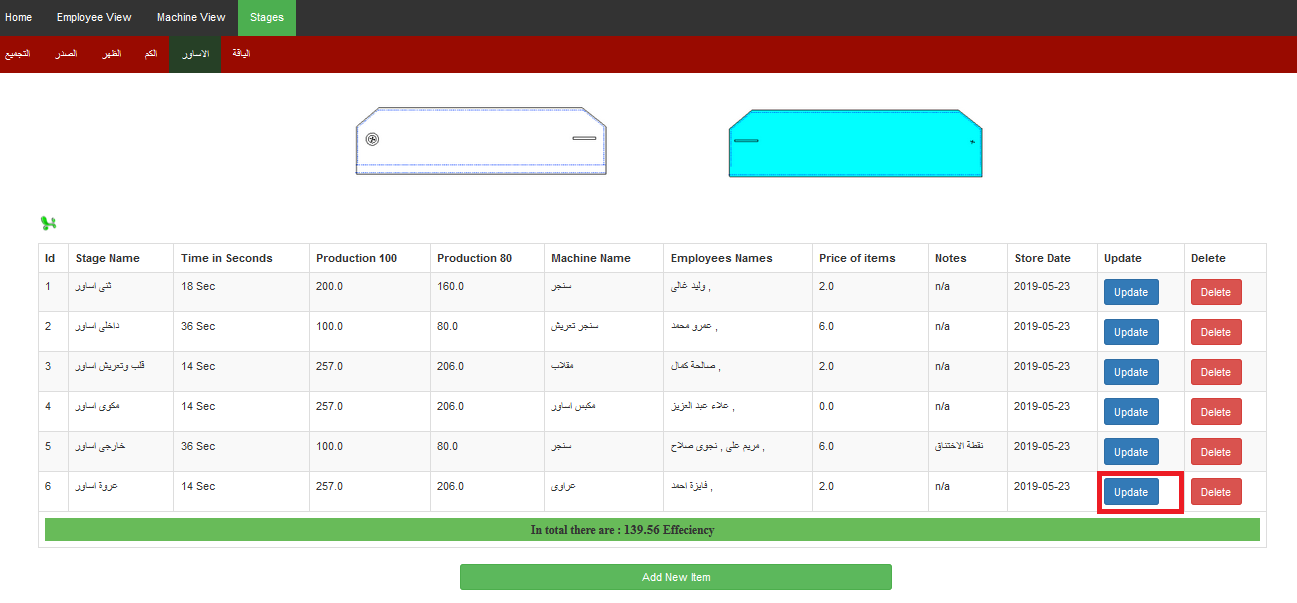 Home Employee View Machine View Stages
التجميع الصدر الظهر الكم الاساور الياقة
Id Stage Name Time in Seconds Production 100 Production 80 Machine Name Employees Names Price of items Notes Store Date Update Delete
1 ثنى اساور 18 Sec 200.0 160.0 سنجر وليد غالى , 2.0 n/a 2019-05-23 Update Delete
2 داخلى اساور 36 Sec 100.0 80.0 سنجر تعريش عمرو محمد , 6.0 n/a 2019-05-23 Update Delete
3 قلب وتعريش اساور 14 Sec 257.0 206.0 مقلاب صالحة كمال , 2.0 n/a 2019-05-23 Update Delete
4 مكوى اساور 14 Sec 257.0 206.0 مكبس اساور علاء عبد العزيز , 0.0 n/a 2019-05-23 Update Delete
5 خارجى اساور 36 Sec 100.0 80.0 سنجر مريم على , نجوى صلاح , 6.0 نقطة الاختناق 2019-05-23 Update Delete
6 عروة اساور 14 Sec 257.0 206.0 عراوى فايزة احمد , 2.0 n/a 2019-05-23 Update Delete
In total there are : 139.56 Effeciency
Add New Item